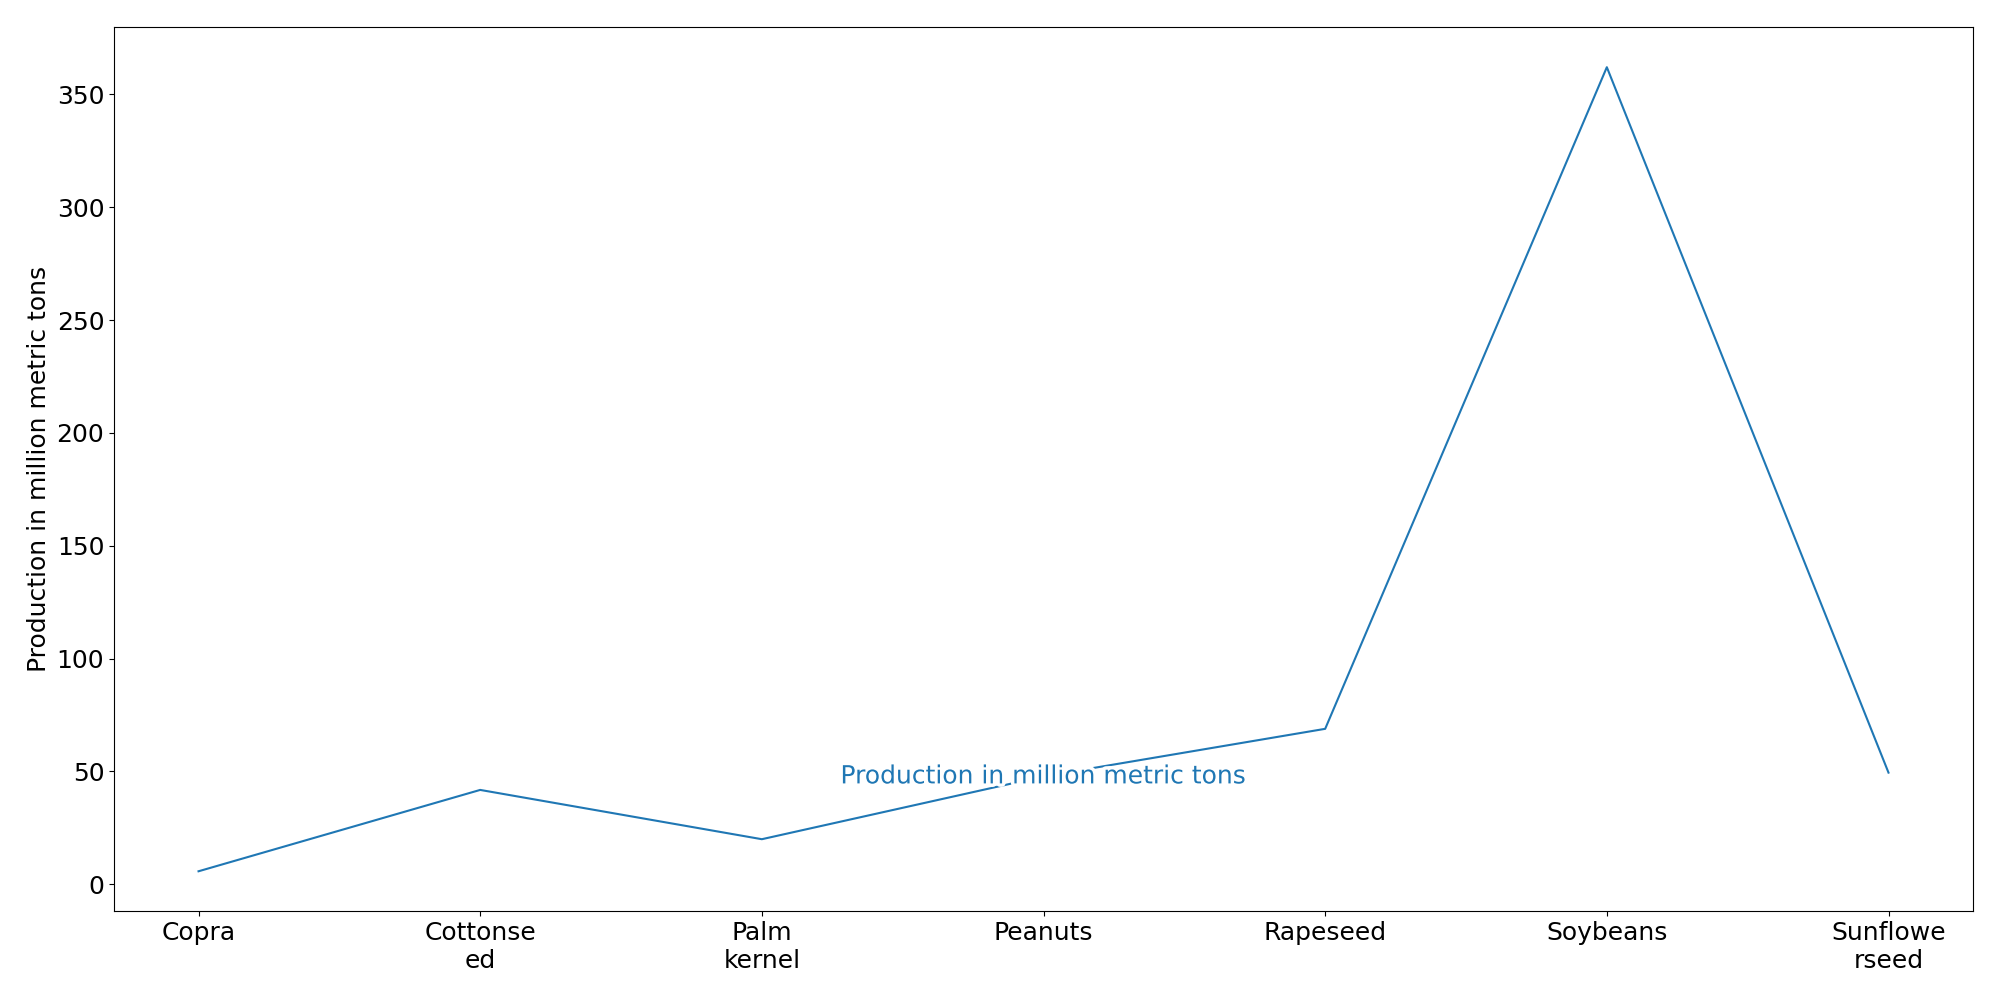 Production in million metric tons
350
300
250
200
150
100
50
0
Production in million metric tons
Copra
Cottonse
ed
Palm
kernel
Peanuts
Rapeseed
Soybeans
Sunflowe
rseed